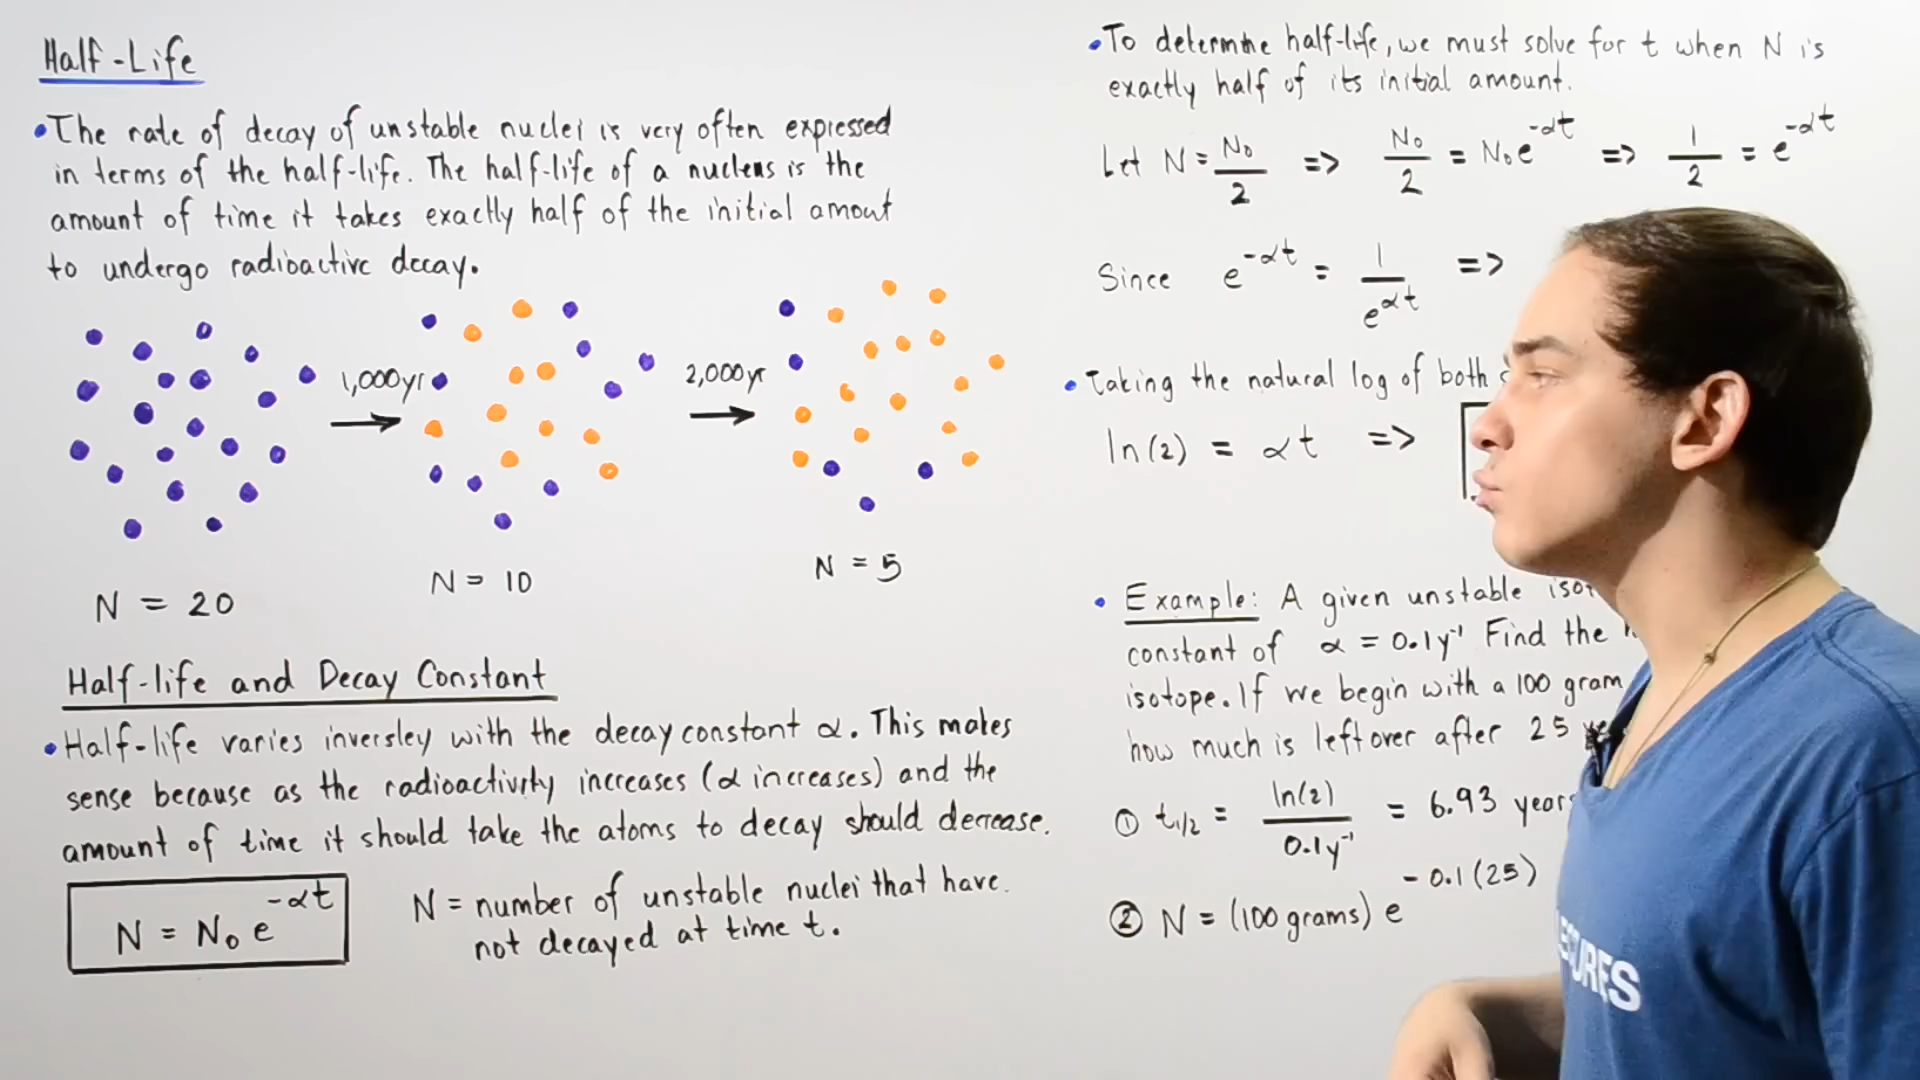 Half-Life
• The rate of decay of unstable nuclei is very often expressed
in terms of the half-life. The half-life of a nucleus is the
amount of time it takes exactly half of the initial amout
to undergo radioactive decay.
1,000yr
2,000yr
N = 20
N = 10
N = 5
Half-life and Decay Constant
• Half-life varies inversley with the decay constant α. This makes
sense because as the radioactivity increases (α increases) and the
amount of time it should take the atoms to decay should decrease.
N = N₀ e^-αt
N = number of unstable nuclei that have
not decayed at time t.
• To determine half-life, we must solve for t when N is
exactly half of its initial amount.
Let N = N₀/2 => N₀/2 = N₀e^-αt => 1/2 = e^-αt
Since e^-αt = 1/e^αt =>
• Taking the natural log of both
ln(2) = αt =>
• Example: A given unstable
constant of α = 0.1y⁻¹ Find the
isotope. If we begin with a 100 gram
how much is leftover after 25
① t1/2 = ln(2)/0.1y⁻¹ = 6.93 years
② N = (100 grams) e^-0.1(25)